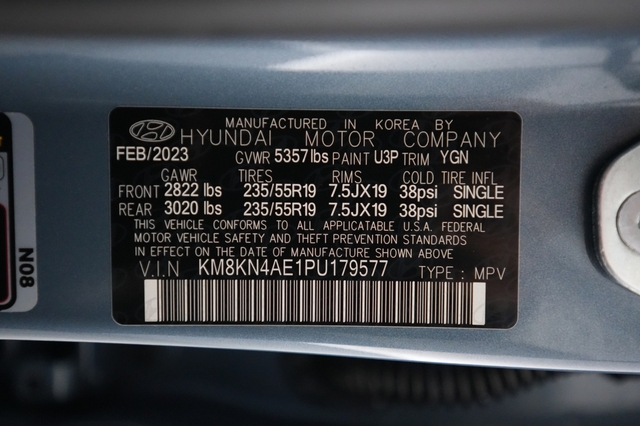 MANUFACTURED IN KOREA BY
HYUNDAI MOTOR COMPANY
FEB/2023 GVWR 5357 lbs PAINT U3P TRIM YGN
GAWR TIRES RIMS COLD TIRE INFL
FRONT 2822 lbs 235/55R19 7.5JX19 38psi SINGLE
REAR 3020 lbs 235/55R19 7.5JX19 38psi SINGLE
THIS VEHICLE CONFORMS TO ALL APPLICABLE U.S.A. FEDERAL
MOTOR VEHICLE SAFETY AND THEFT PREVENTION STANDARDS
IN EFFECT ON THE DATE OF MANUFACTURE SHOWN ABOVE
V.I.N KM8KN4AE1PU179577 TYPE : MPV
N08